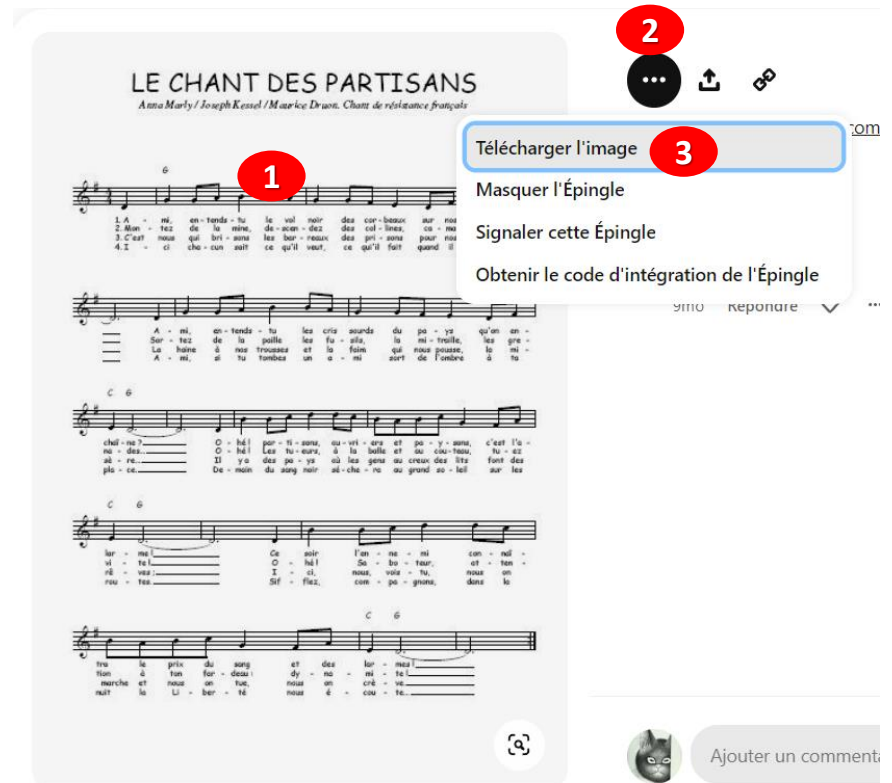 2
LE CHANT DES PARTISANS
Anna Marly / Joseph Kessel / Maurice Druon. Chant de résistance français
com
Télécharger l'image 3
Masquer l'Épingle
Signaler cette Épingle
Obtenir le code d'intégration de l'Épingle
9mo Répondre
G
1
1. A - mi, en - tends - tu le vol noir des cor - beaux sur nos
2. Mon - tez de la mine, de - scen - dez des col - lines, ca - ma
3. C'est nous qui bri - sons les bar - reaux des pri - sons pour nos
4. I - ci cha - cun sait ce qu'il veut, ce qu'il fait quand il
A - mi, en - tends - tu les cris sourds du pa - ys qu'on en -
Sor - tez de la paille les fu - sils, la mi - traille, les gre -
La haine à nos trousses et la faim qui nous pousse, la mi -
A - mi, si tu tombes un a - mi sort de l'ombre à ta
C G
chaî - ne ? O - hé ! par - ti - sans, ou - vri - ers et pa - y - sans, c'est l'a -
na - des... O - hé ! Les tu - eurs, à la balle et au cou - teau, tu - ez
sè - re... Il y a des pa - ys où les gens au creux des lits font des
pla - ce... De - main du sang noir sé - che - ra au grand so - leil sur les
C G
lar - me ! Ce soir l'en - ne - mi con - naî -
vi - te ! O - hé ! Sa - bo - teur, at - ten -
rê - ves : I - ci, nous, vois - tu, nous on
rou - tes... Sif - flez, com - pa - gnons, dans la
C G
tra le prix du sang et des lar - mes !
tion à ton far - deau : dy - na - mi - te !
marche et nous on tue, nous on crè - ve...
nuit la Li - ber - té nous é - cou - te...
Ajouter un commenta